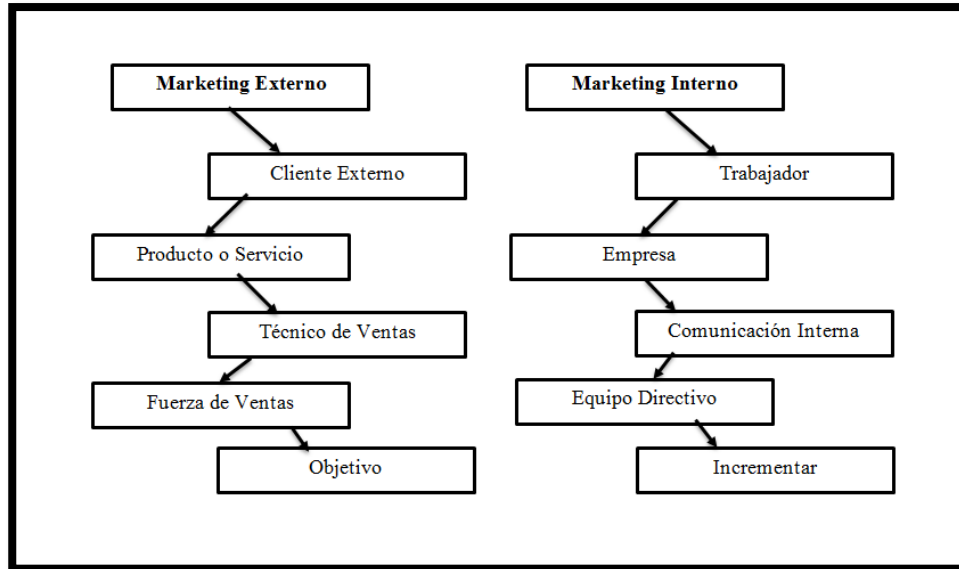 Marketing Externo
Cliente Externo
Producto o Servicio
Técnico de Ventas
Fuerza de Ventas
Objetivo
Marketing Interno
Trabajador
Empresa
Comunicación Interna
Equipo Directivo
Incrementar